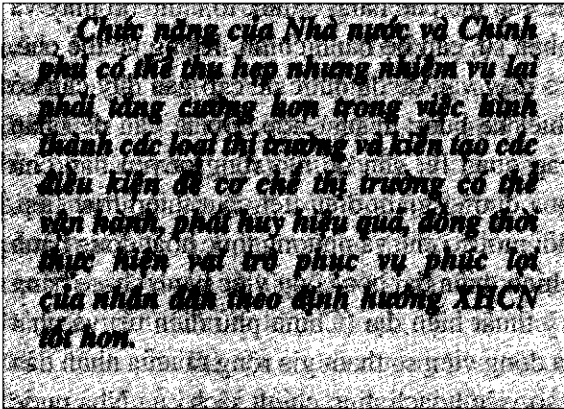 Chức năng của Nhà nước và Chính
phủ có thể thu hẹp nhưng nhiệm vụ lại
phải tăng cường hơn trong việc hình
thành các loại thị trường và kiến tạo các
điều kiện để cơ chế thị trường có thể
vận hành, phát huy hiệu quả, đồng thời
thực hiện vai trò phục vụ phúc lợi
của nhân dân theo định hướng XHCN
tốt hơn.